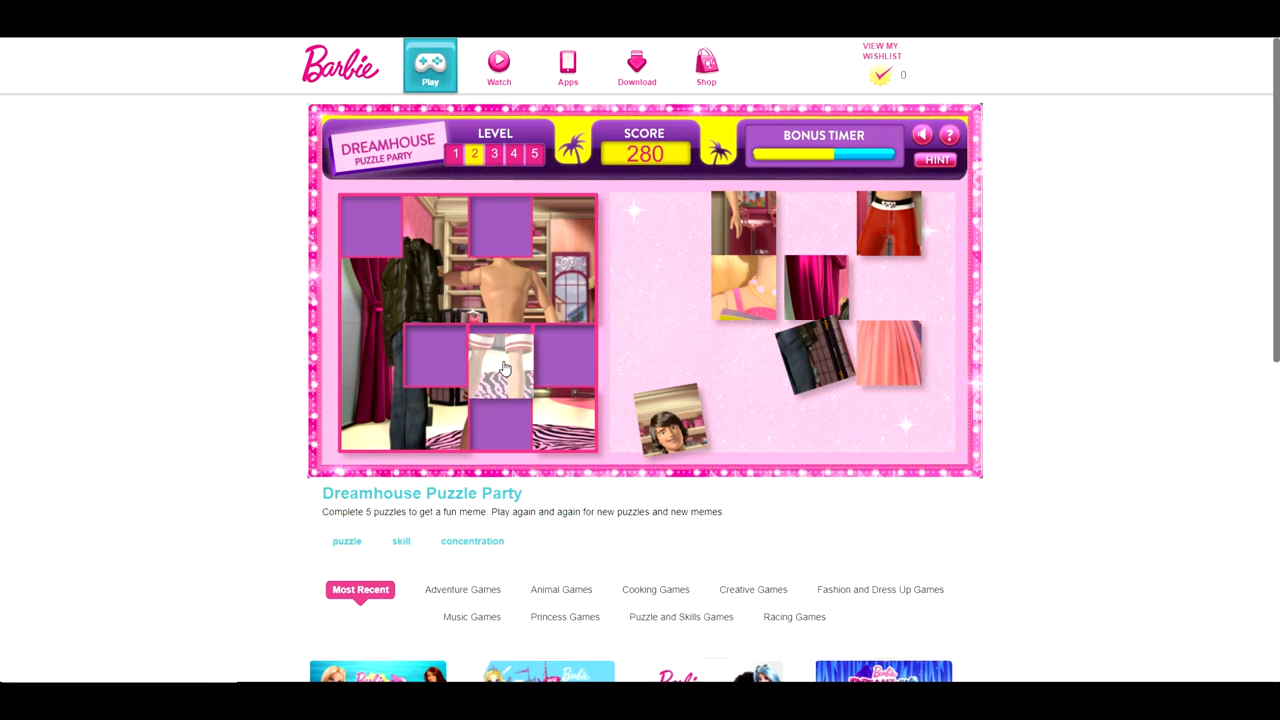 Barbie
Play
Watch
Apps
Download
Shop
VIEW MY
WISHLIST
0
DREAMHOUSE
PUZZLE PARTY
LEVEL
1 2 3 4 5
SCORE
280
BONUS TIMER
?
HINT
Dreamhouse Puzzle Party
Complete 5 puzzles to get a fun meme. Play again and again for new puzzles and new memes.
puzzle skill concentration
Most Recent Adventure Games Animal Games Cooking Games Creative Games Fashion and Dress Up Games
Music Games Princess Games Puzzle and Skills Games Racing Games
Barbie
Barbie